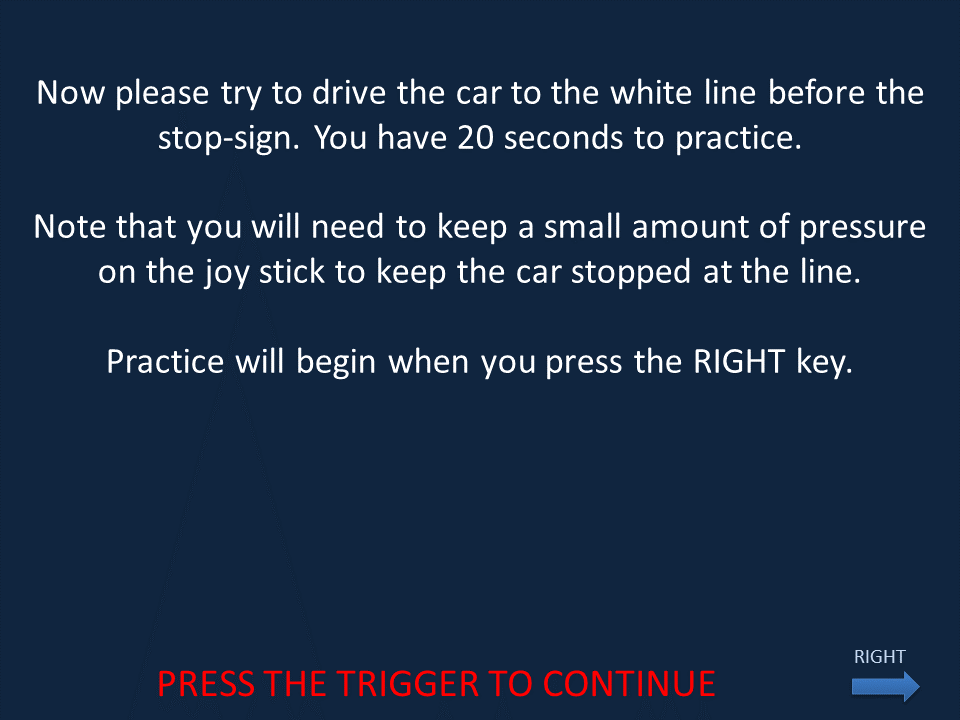 Now please try to drive the car to the white line before the
stop-sign. You have 20 seconds to practice.
Note that you will need to keep a small amount of pressure
on the joy stick to keep the car stopped at the line.
Practice will begin when you press the RIGHT key.
RIGHT
PRESS THE TRIGGER TO CONTINUE